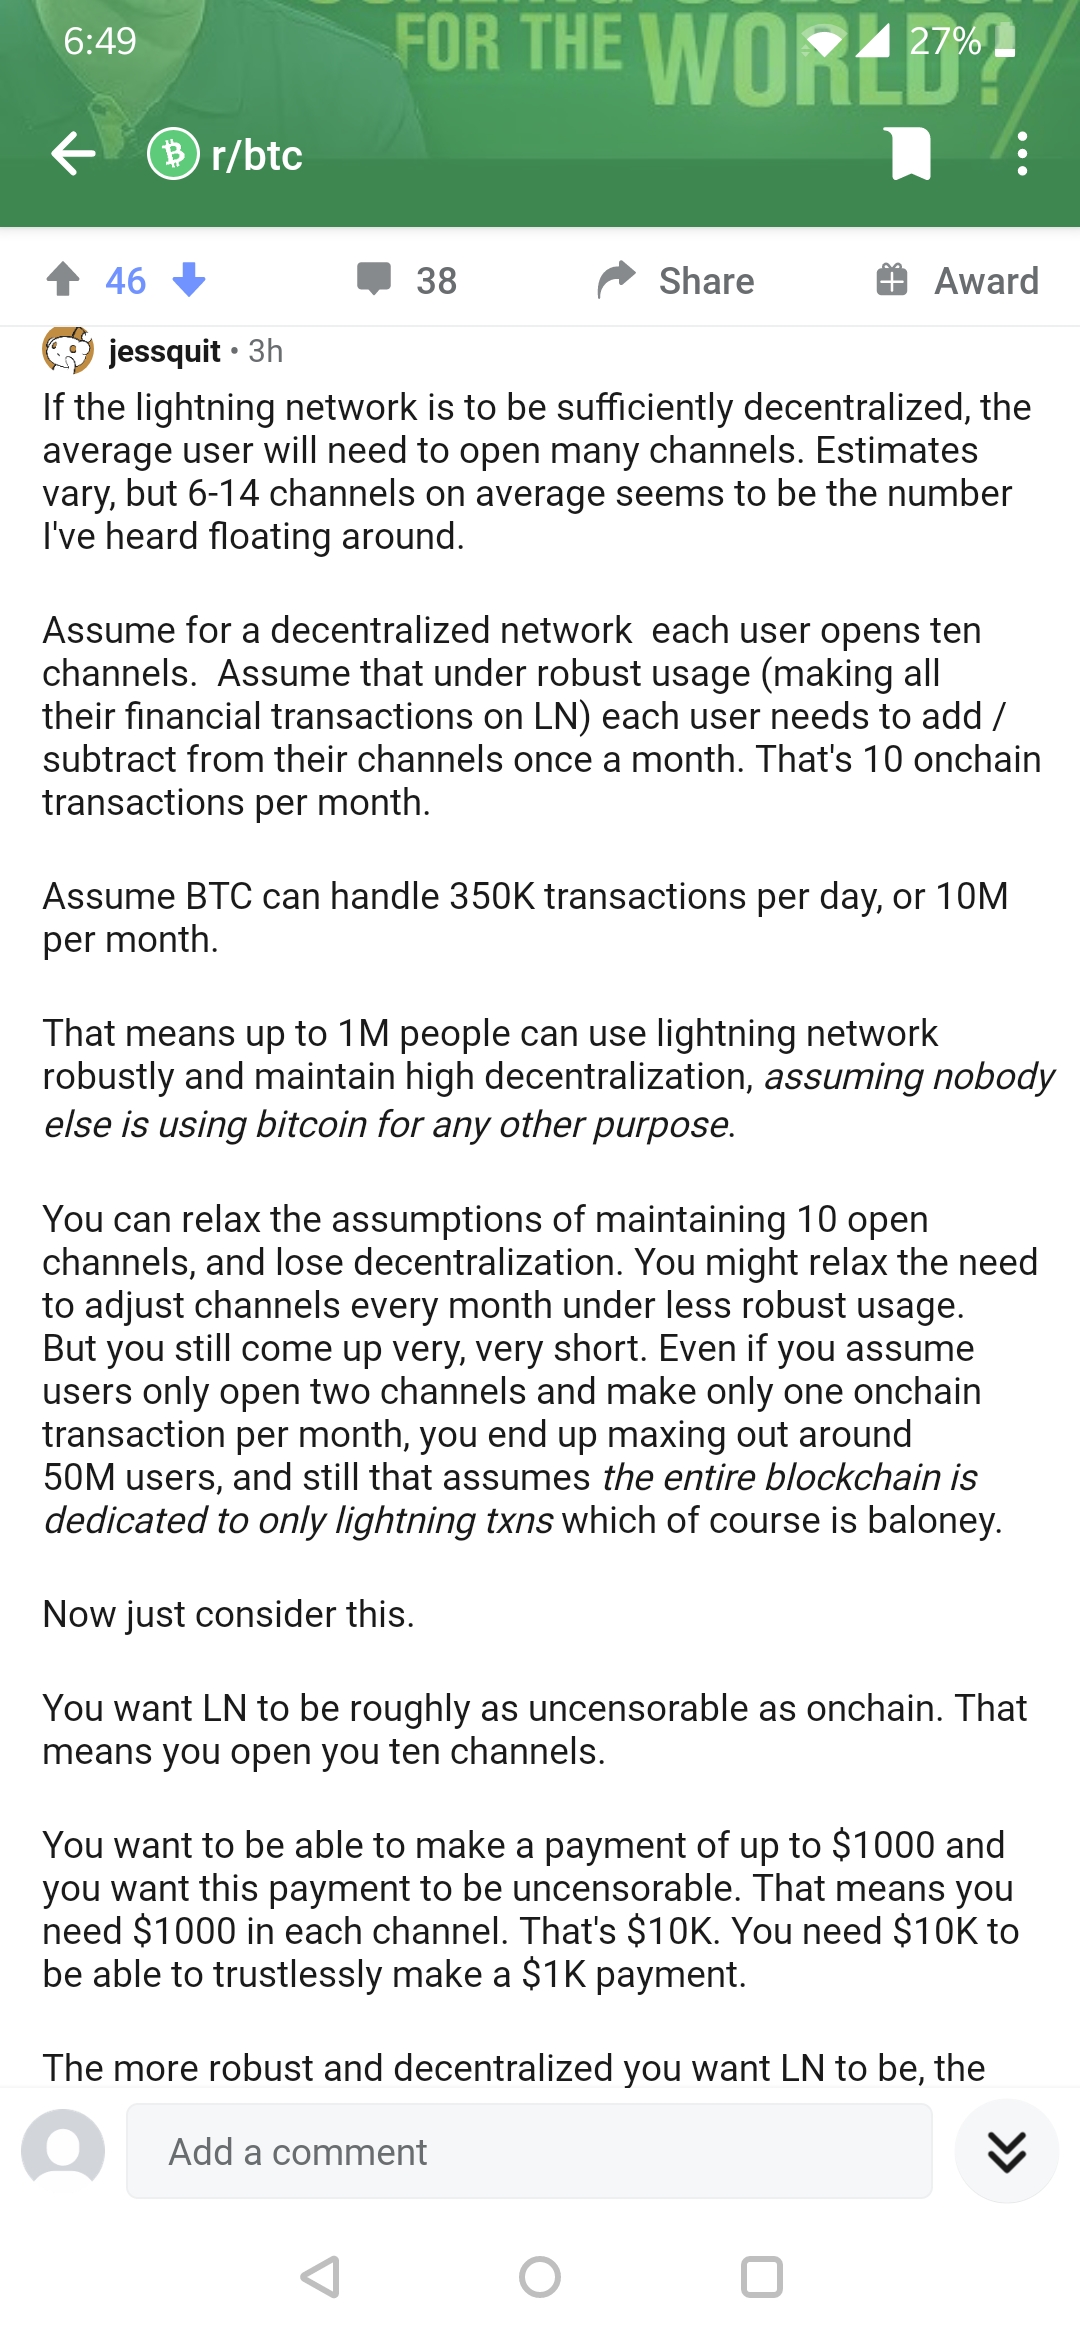 FOR THE WORLD?
6:49
27%
r/btc
46
38
Share
Award
jessquit • 3h
If the lightning network is to be sufficiently decentralized, the
average user will need to open many channels. Estimates
vary, but 6-14 channels on average seems to be the number
I've heard floating around.
Assume for a decentralized network  each user opens ten
channels.  Assume that under robust usage (making all
their financial transactions on LN) each user needs to add /
subtract from their channels once a month. That's 10 onchain
transactions per month.
Assume BTC can handle 350K transactions per day, or 10M
per month.
That means up to 1M people can use lightning network
robustly and maintain high decentralization, assuming nobody
else is using bitcoin for any other purpose.
You can relax the assumptions of maintaining 10 open
channels, and lose decentralization. You might relax the need
to adjust channels every month under less robust usage.
But you still come up very, very short. Even if you assume
users only open two channels and make only one onchain
transaction per month, you end up maxing out around
50M users, and still that assumes the entire blockchain is
dedicated to only lightning txns which of course is baloney.
Now just consider this.
You want LN to be roughly as uncensorable as onchain. That
means you open you ten channels.
You want to be able to make a payment of up to $1000 and
you want this payment to be uncensorable. That means you
need $1000 in each channel. That's $10K. You need $10K to
be able to trustlessly make a $1K payment.
The more robust and decentralized you want LN to be, the
Add a comment